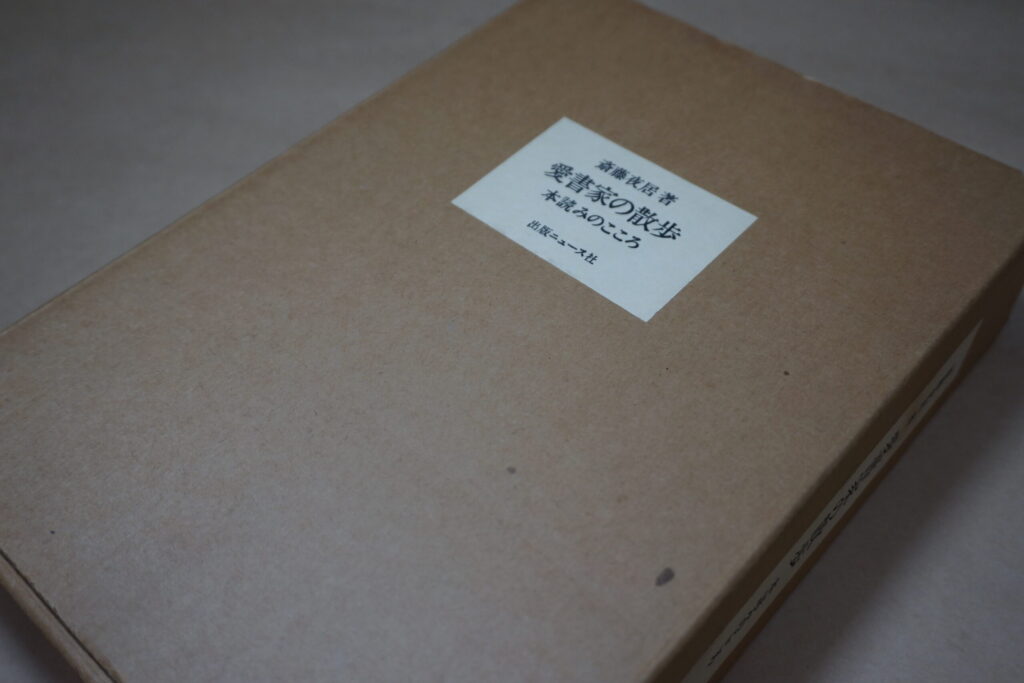 斎藤夜居著
愛書家の散歩
本読みのこころ
出版ニュース社